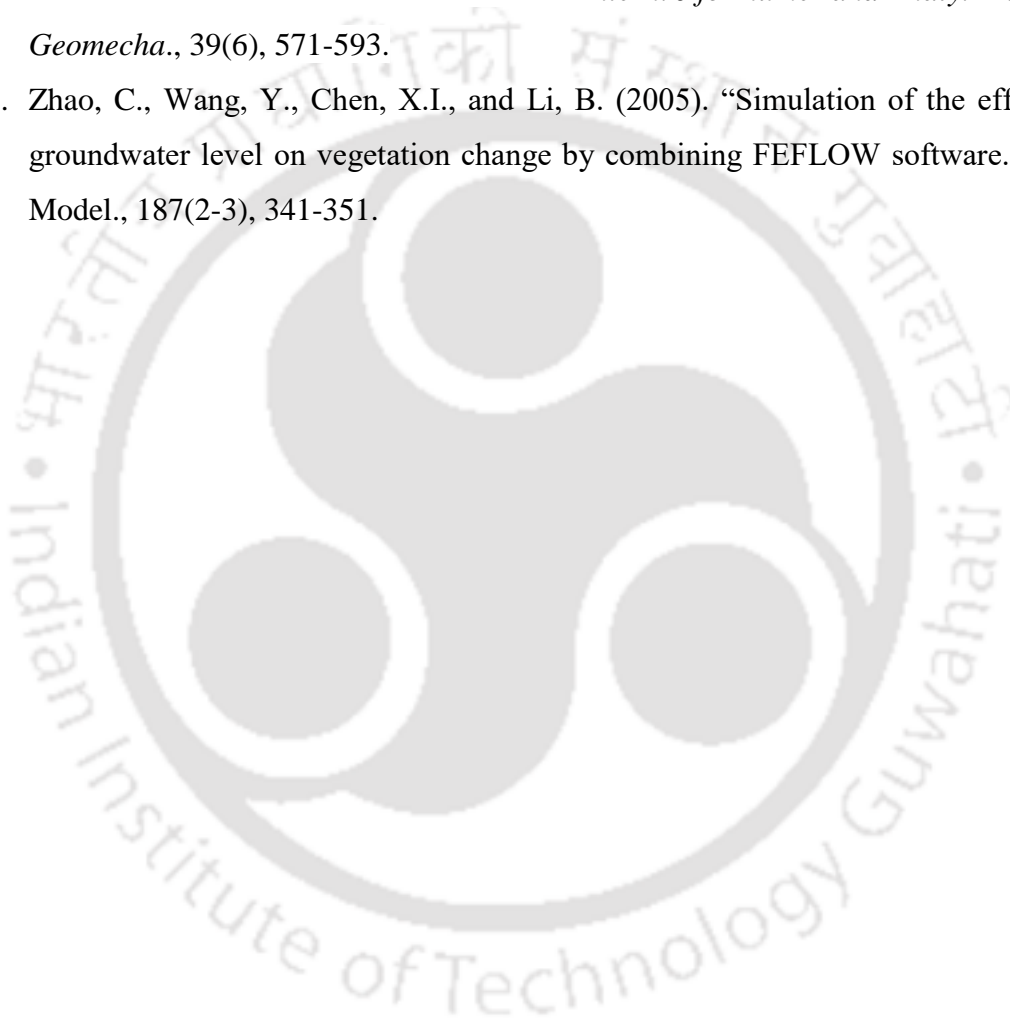 Geomecha., 39(6), 571-593.
. Zhao, C., Wang, Y., Chen, X.I., and Li, B. (2005). “Simulation of the eff
groundwater level on vegetation change by combining FEFLOW software.
Model., 187(2-3), 341-351.
भारतीय प्रौद्योगिकी संस्थान गुवाहाटी
• Indian Institute of Technology Guwahati •